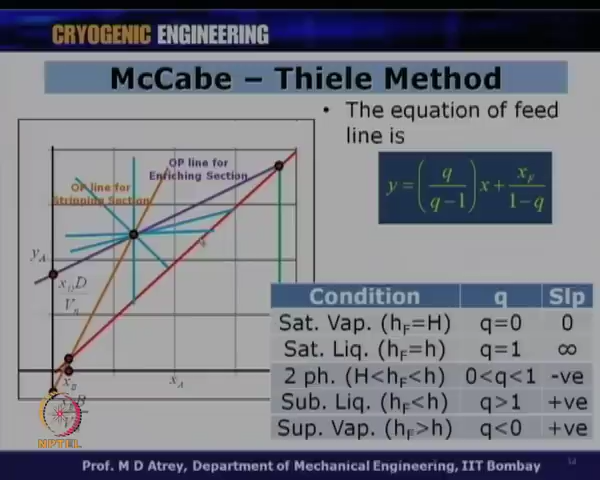 CRYOGENIC ENGINEERING
McCabe – Thiele Method
• The equation of feed
line is
y = (q / (q-1)) x + x_F / (1-q)
OP line for
Enriching Section
OP line for
Stripping Section
y_A
x_D D
V_n
x_B
x_A
Condition q Slp
Sat. Vap. (h_F=H) q=0 0
Sat. Liq. (h_F=h) q=1 ∞
2 ph. (H<h_F<h) 0<q<1 -ve
Sub. Liq. (h_F<h) q>1 +ve
Sup. Vap. (h_F>h) q<0 +ve
NPTEL
Prof. M D Atrey, Department of Mechanical Engineering, IIT Bombay